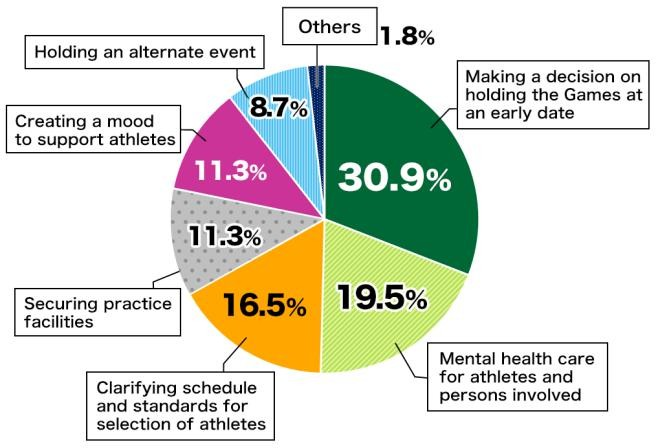 Others
1.8%
Holding an alternate event
8.7%
Making a decision on
holding the Games at
an early date
30.9%
Creating a mood
to support athletes
11.3%
11.3%
Securing practice
facilities
16.5%
19.5%
Clarifying schedule
and standards for
selection of athletes
Mental health care
for athletes and
persons involved